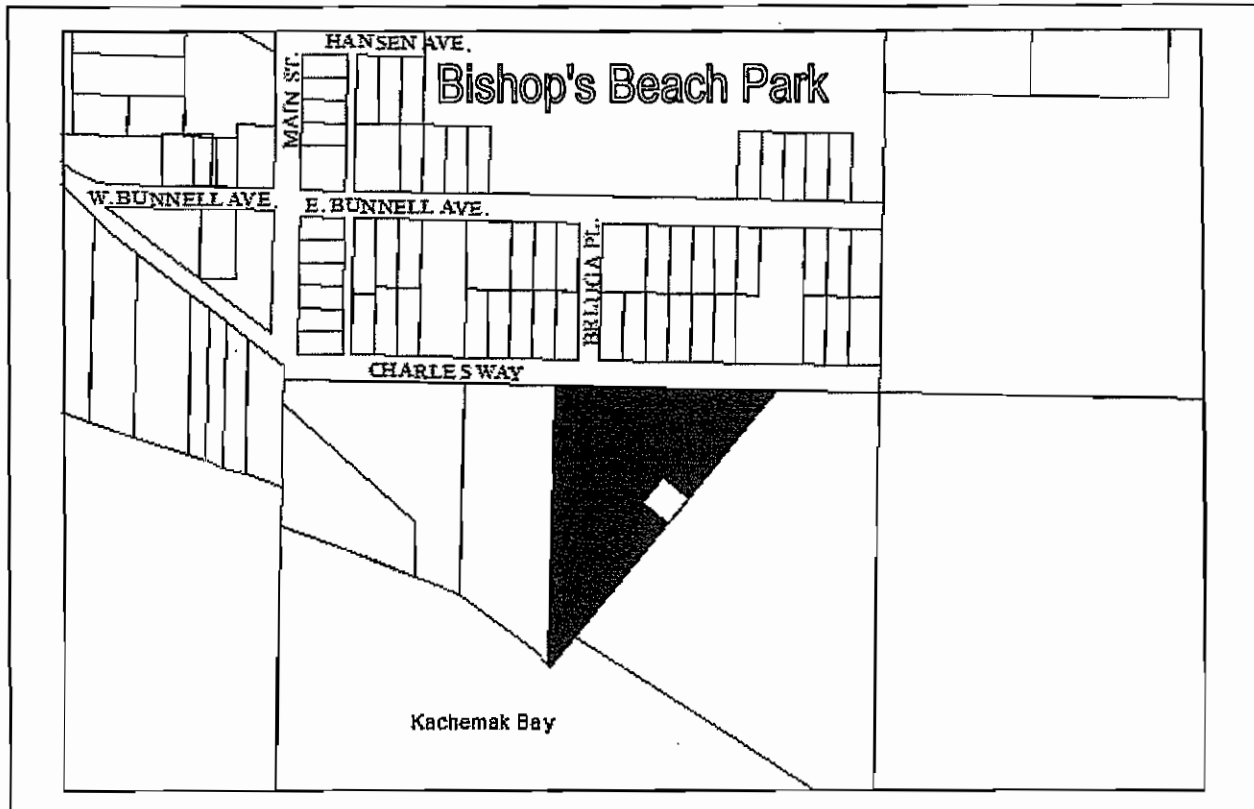 HANSEN AVE.
MAIN ST.
Bishop's Beach Park
W. BUNNELL AVE.
E. BUNNELL AVE.
BELUGA PL.
CHARLES WAY
Kachemak Bay